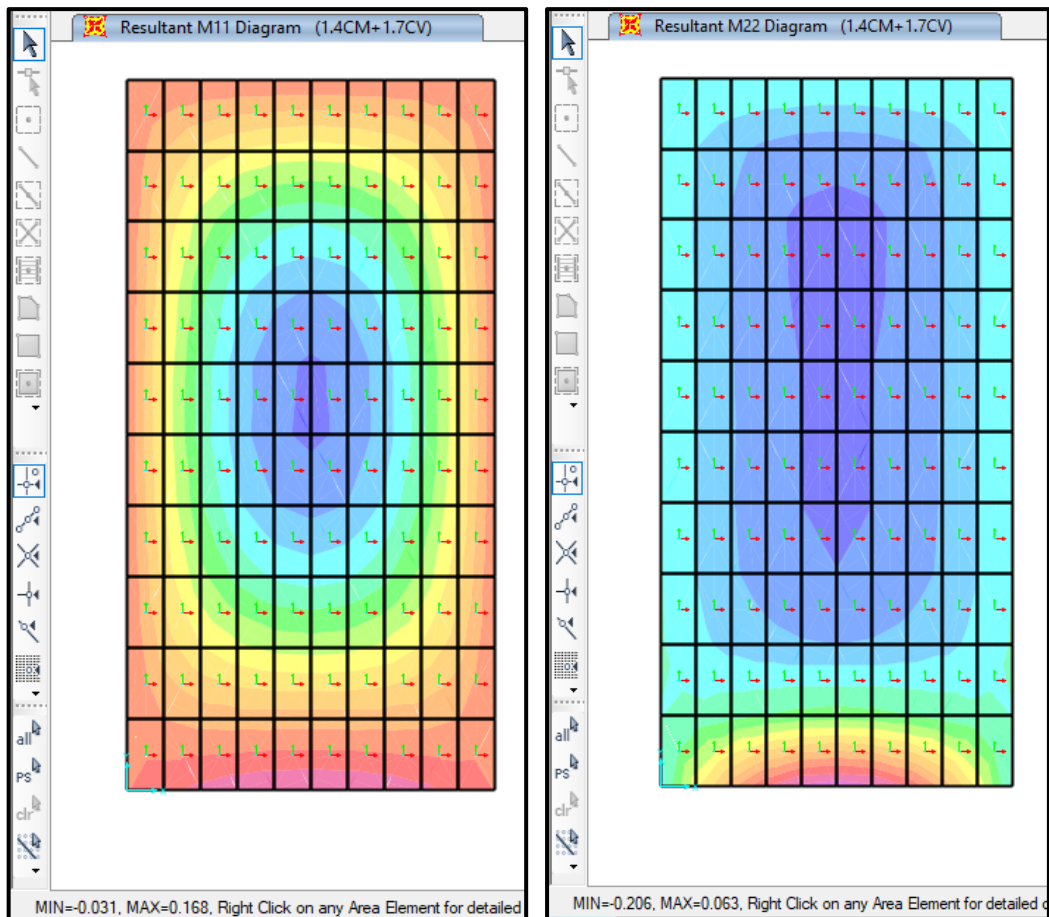 Resultant M11 Diagram (1.4CM+1.7CV)
all
PS
clr
MIN=-0.031, MAX=0.168, Right Click on any Area Element for detailed
Resultant M22 Diagram (1.4CM+1.7CV)
all
PS
clr
MIN=-0.206, MAX=0.063, Right Click on any Area Element for detailed